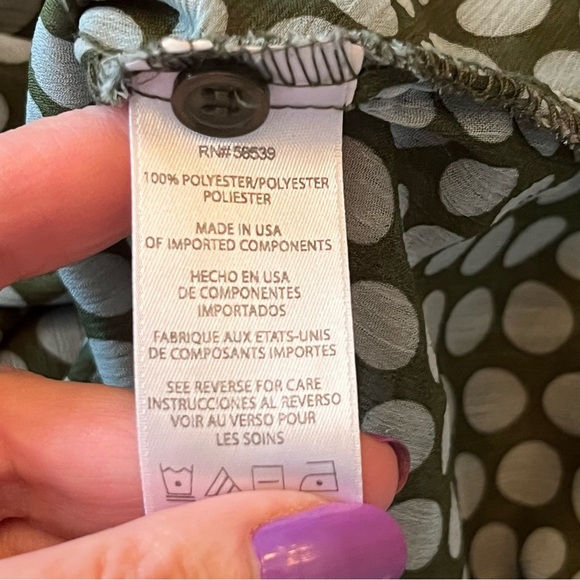 RN# 56539
100% POLYESTER/POLYESTER
POLIESTER
MADE IN USA
OF IMPORTED COMPONENTS
HECHO EN USA
DE COMPONENTES
IMPORTADOS
FABRIQUE AUX ETATS-UNIS
DE COMPOSANTS IMPORTES
SEE REVERSE FOR CARE
INSTRUCCIONES AL REVERSO
VOIR AU VERSO POUR
LES SOINS